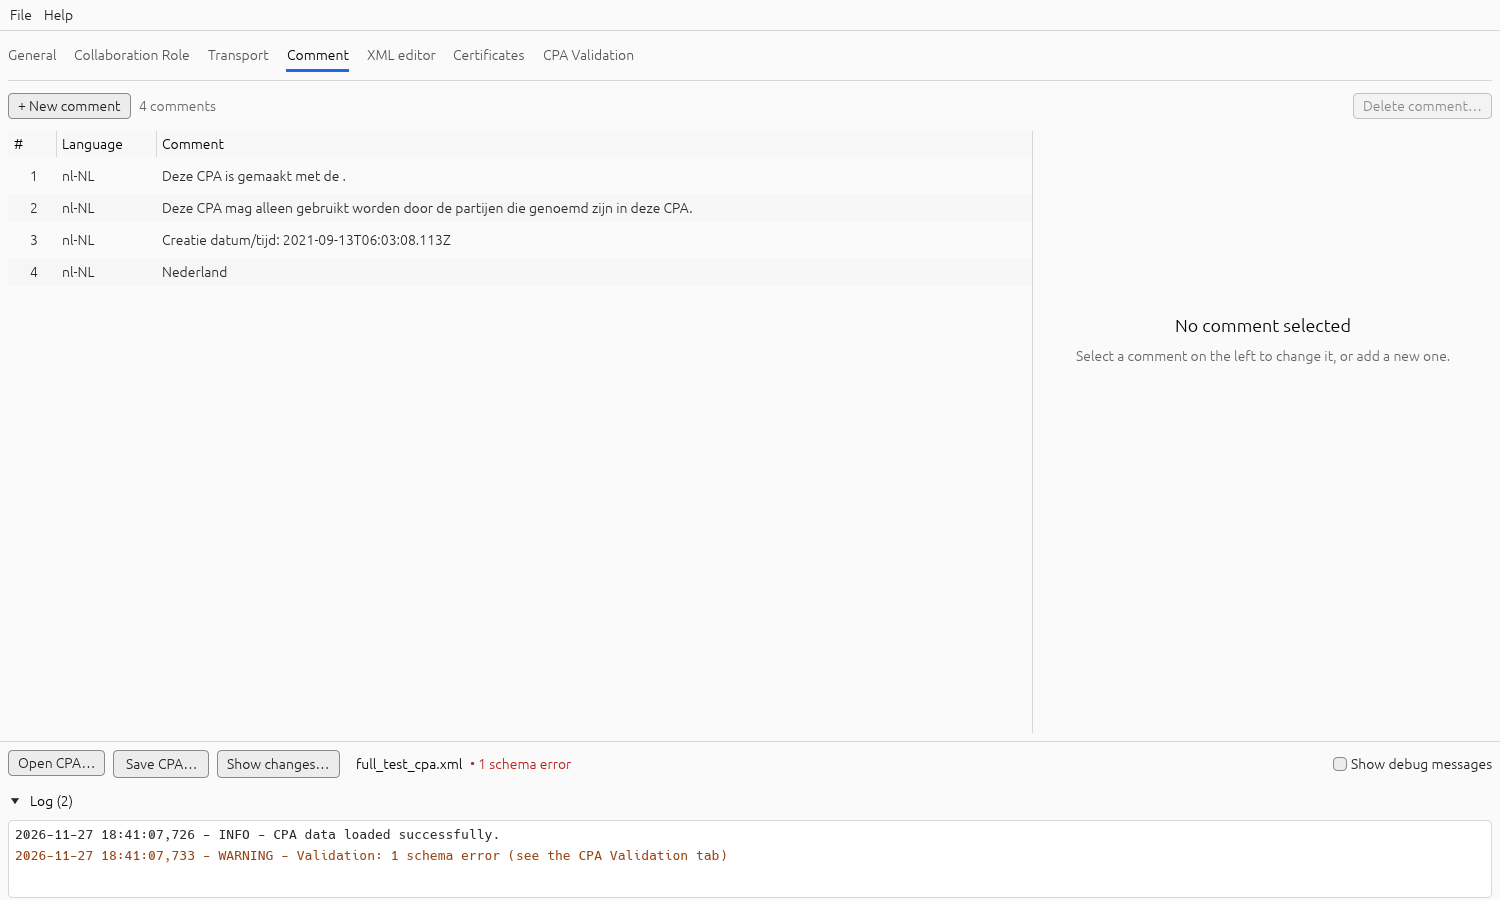 File Help
General Collaboration Role Transport Comment XML editor Certificates CPA Validation
+ New comment 4 comments Delete comment…
# Language Comment
1 nl-NL Deze CPA is gemaakt met de .
2 nl-NL Deze CPA mag alleen gebruikt worden door de partijen die genoemd zijn in deze CPA.
3 nl-NL Creatie datum/tijd: 2021-09-13T06:03:08.113Z
4 nl-NL Nederland
No comment selected
Select a comment on the left to change it, or add a new one.
Open CPA… Save CPA… Show changes… full_test_cpa.xml • 1 schema error Show debug messages
▼ Log (2)
2026-11-27 18:41:07,726 - INFO - CPA data loaded successfully.
2026-11-27 18:41:07,733 - WARNING - Validation: 1 schema error (see the CPA Validation tab)